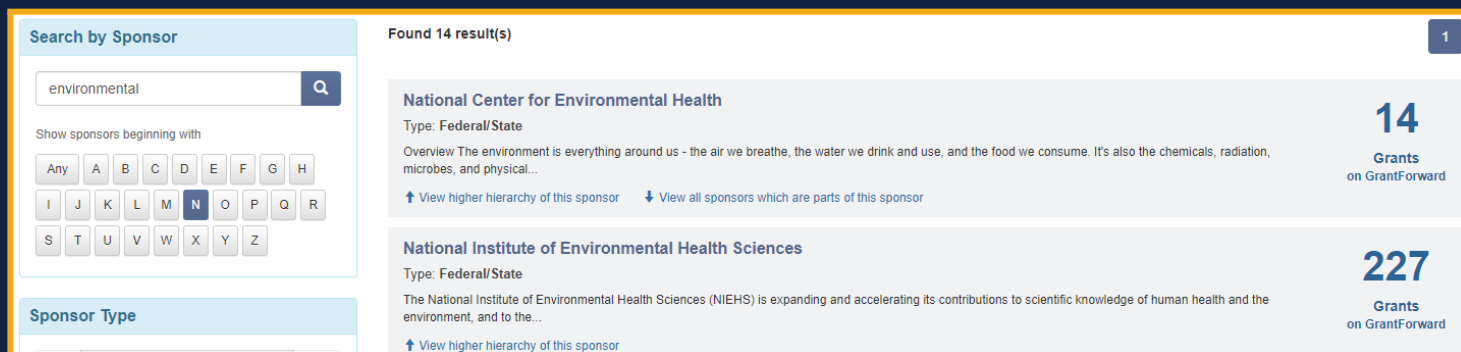 Search by Sponsor
environmental
Show sponsors beginning with
Any A B C D E F G H
I J K L M N O P Q R
S T U V W X Y Z
Sponsor Type
Found 14 result(s)
1
National Center for Environmental Health
Type: Federal/State
Overview The environment is everything around us - the air we breathe, the water we drink and use, and the food we consume. It's also the chemicals, radiation,
microbes, and physical...
View higher hierarchy of this sponsor View all sponsors which are parts of this sponsor
14
Grants
on GrantForward
National Institute of Environmental Health Sciences
Type: Federal/State
The National Institute of Environmental Health Sciences (NIEHS) is expanding and accelerating its contributions to scientific knowledge of human health and the
environment, and to the...
View higher hierarchy of this sponsor
227
Grants
on GrantForward